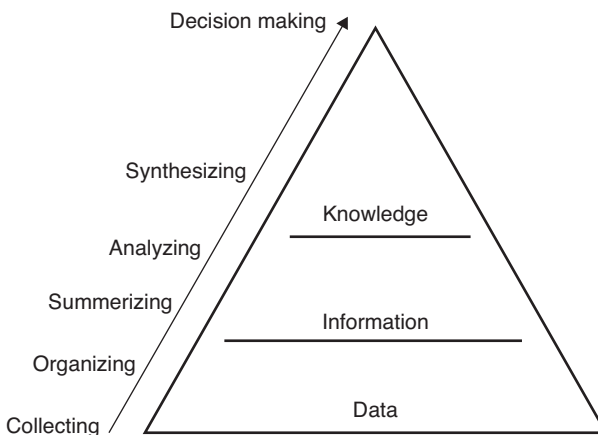 Decision making
Synthesizing
Knowledge
Analyzing
Summerizing
Information
Organizing
Data
Collecting